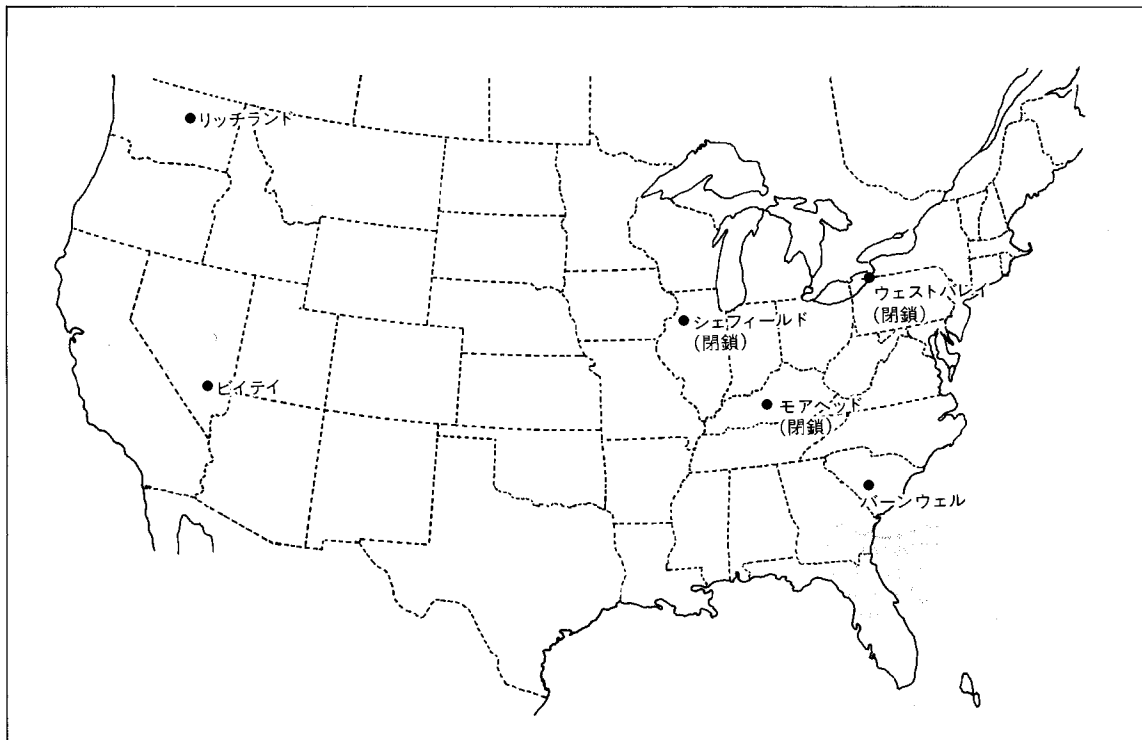 リッチランド
ウェストバレイ
(閉鎖)
シェフィールド
(閉鎖)
ビイテイ
モアヘッド
(閉鎖)
バーンウェル